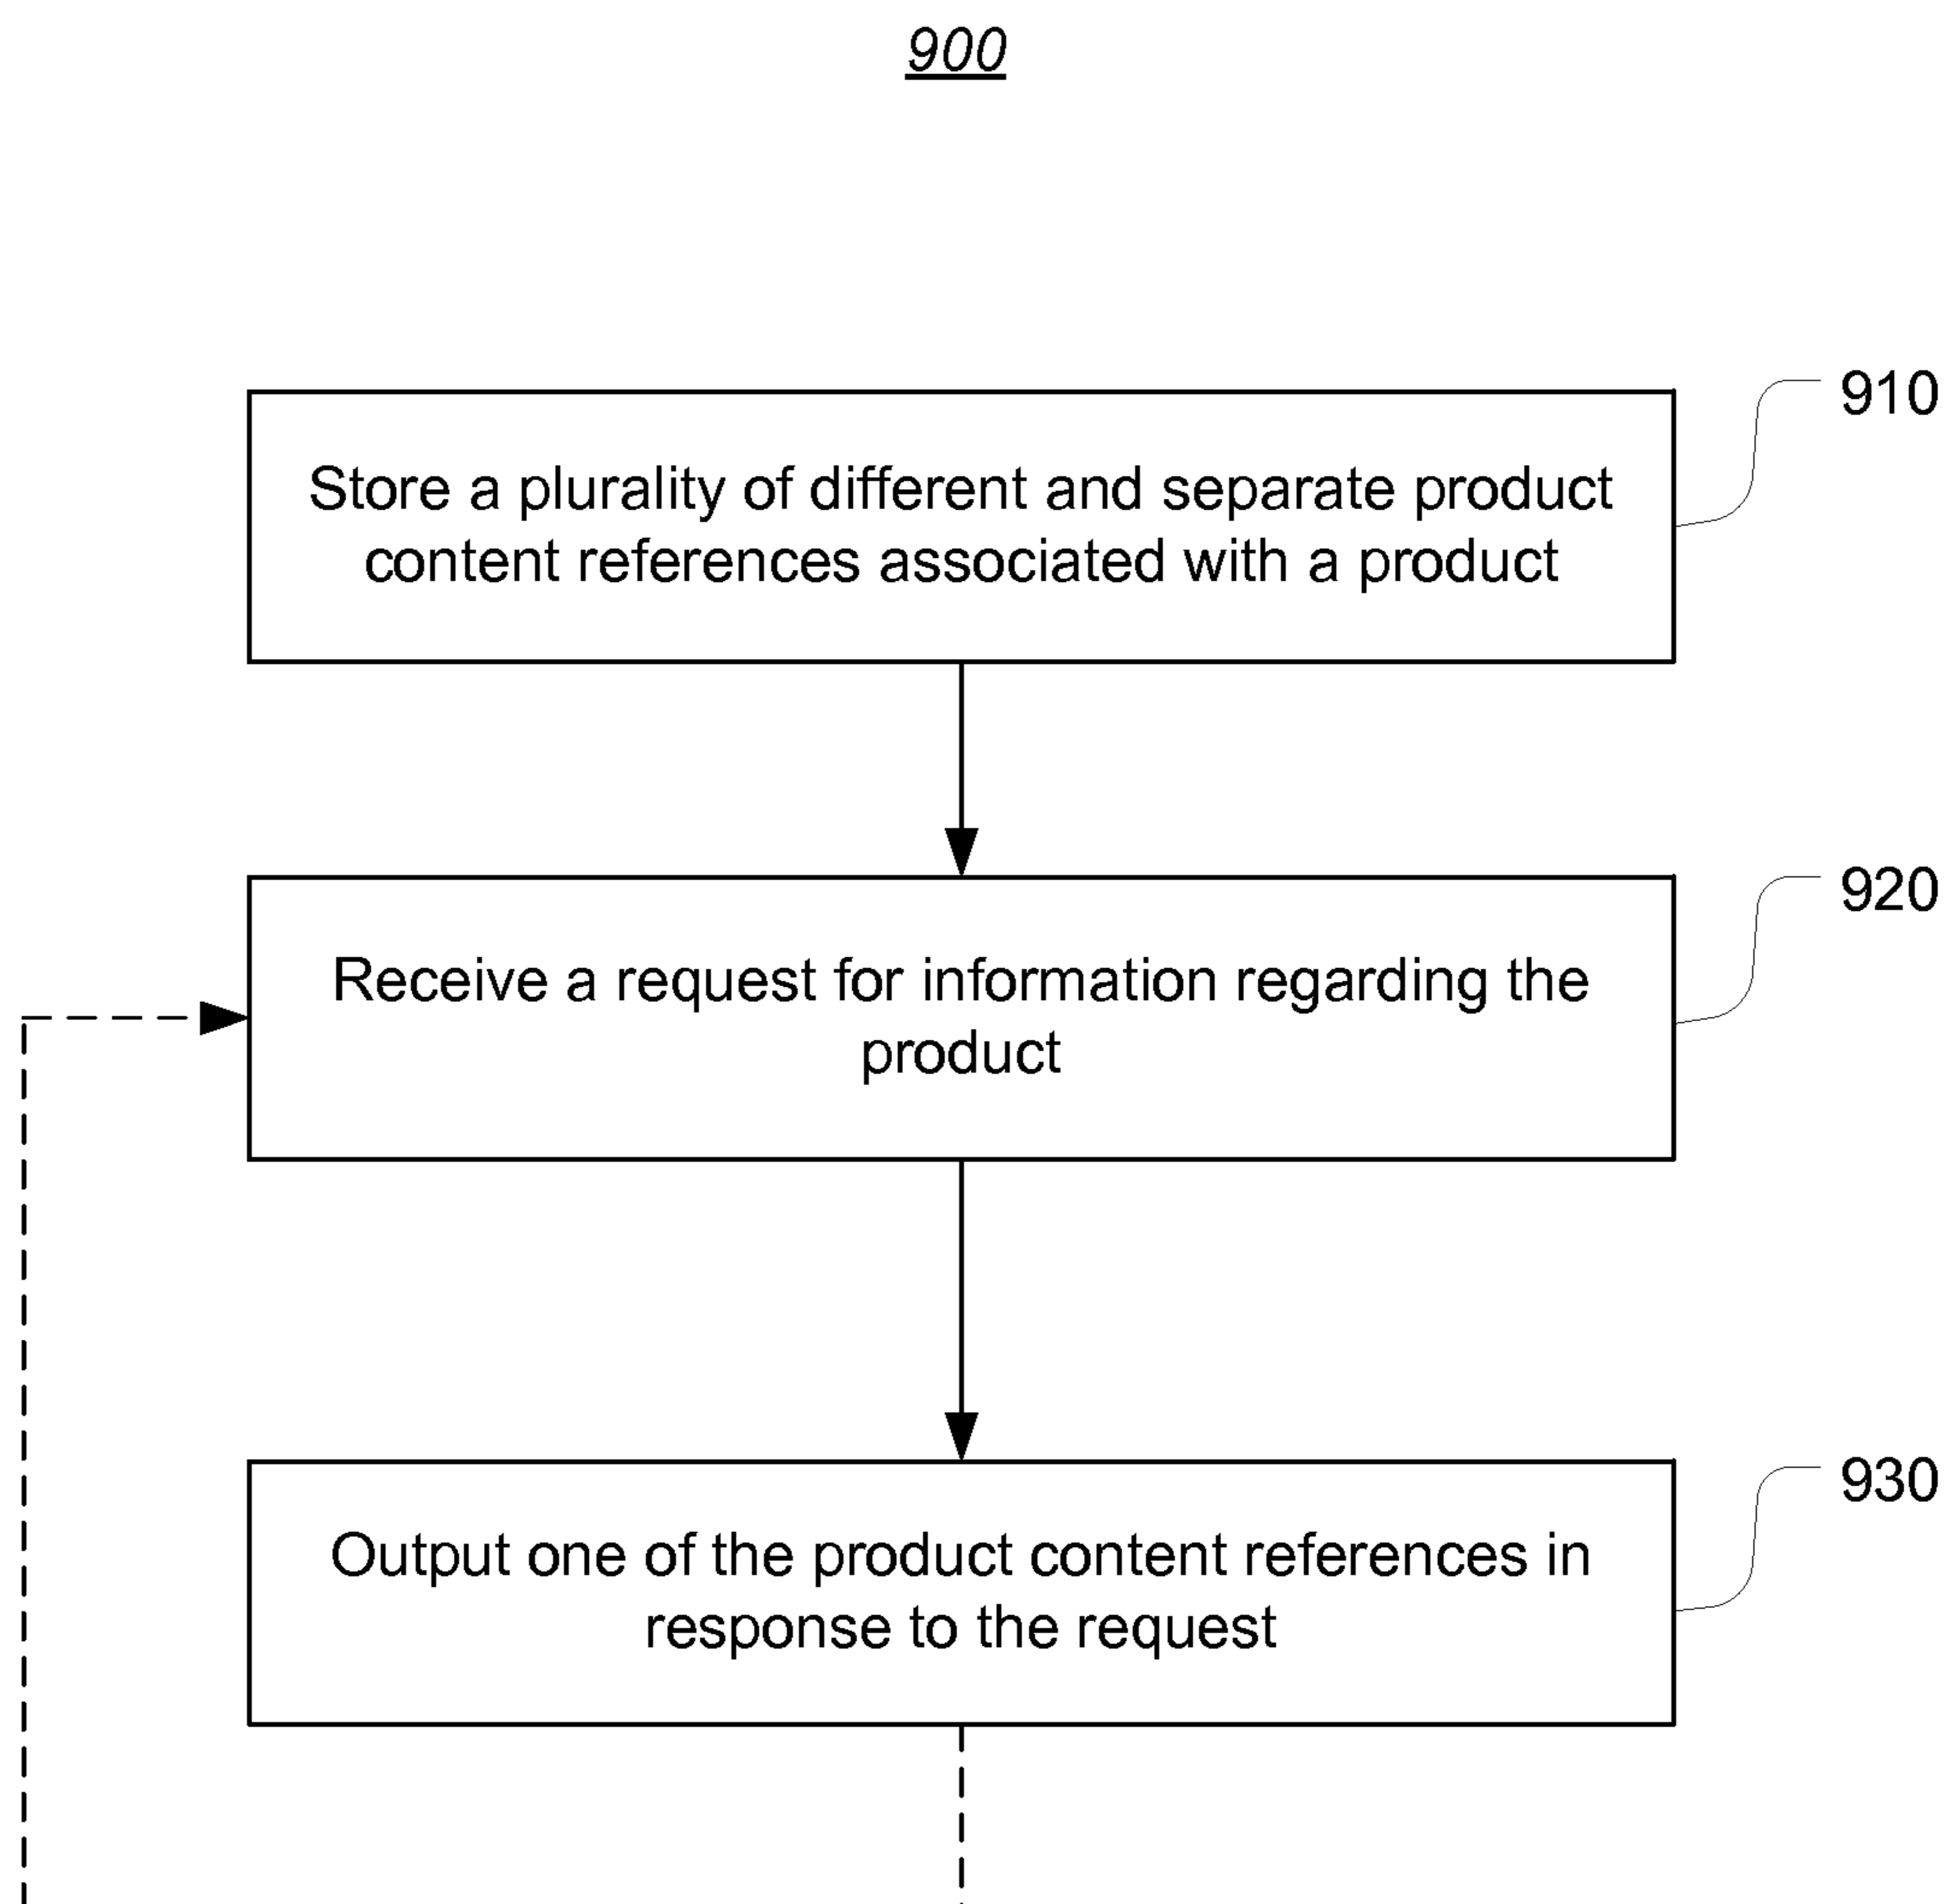 900
910
Store a plurality of different and separate product
content references associated with a product
920
Receive a request for information regarding the
product
930
Output one of the product content references in
response to the request